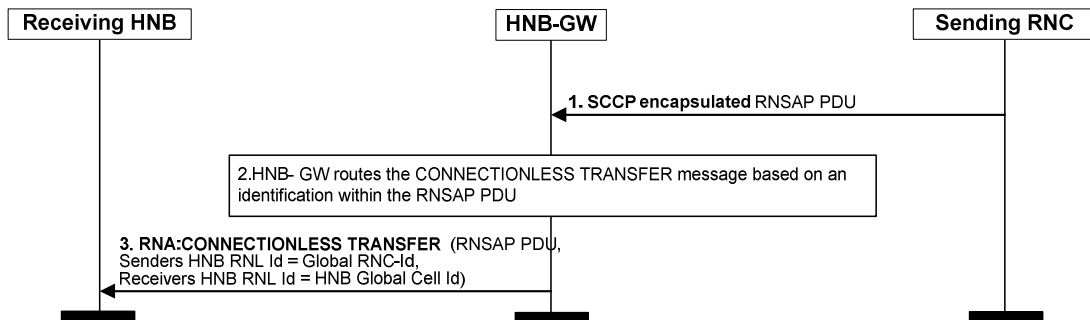 Receiving HNB
HNB-GW
Sending RNC
1. SCCP encapsulated RNSAP PDU
2.HNB- GW routes the CONNECTIONLESS TRANSFER message based on an
identification within the RNSAP PDU
3. RNA:CONNECTIONLESS TRANSFER (RNSAP PDU,
Senders HNB RNL Id = Global RNC-Id,
Receivers HNB RNL Id = HNB Global Cell Id)